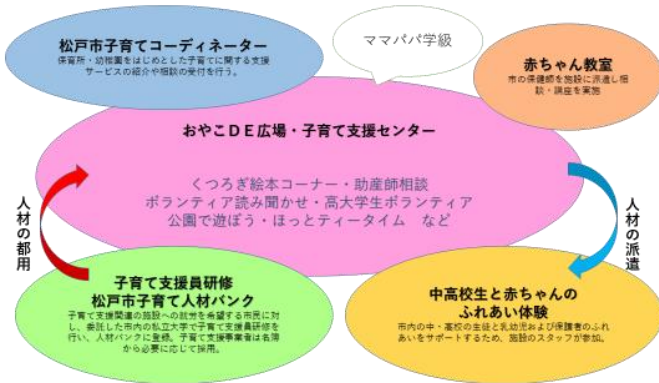 松戸市子育てコーディネーター
保育所・幼稚園をはじめとした子育てに関する支援
サービスの紹介や相談の受付を行う。
ママパパ学級
赤ちゃん教室
市の保健師を施設に派遣し相
談・講座を実施
おやこDE広場・子育て支援センター
くつろぎ絵本コーナー・助産師相談
ボランティア読み聞かせ・高大学生ボランティア
公園で遊ぼう・ほっとティータイム　など
人材の都用
人材の派遣
子育て支援員研修
松戸市子育て人材バンク
子育て支援関連の施設への就労を希望する市民に対
し、委託した市内の私立大学で子育て支援員研修を
行い、人材バンクに登録。子育て支援事業者は名簿
から必要に応じて採用。
中高校生と赤ちゃんの
ふれあい体験
市内の中・高校の生徒と乳幼児および保護者のふれ
あいをサポートするため、施設のスタッフが参加。